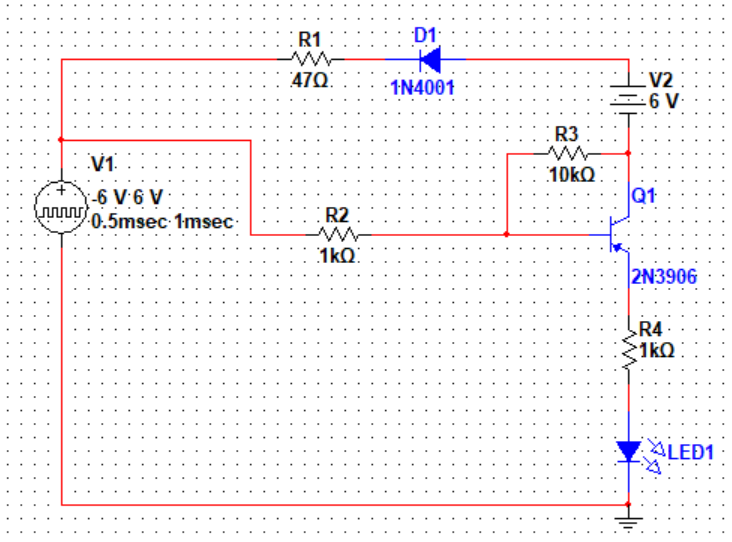 R1
47Ω
D1
1N4001
V2
6 V
V1
-6 V 6 V
0.5msec 1msec
R3
10kΩ
Q1
2N3906
R2
1kΩ
R4
1kΩ
LED1